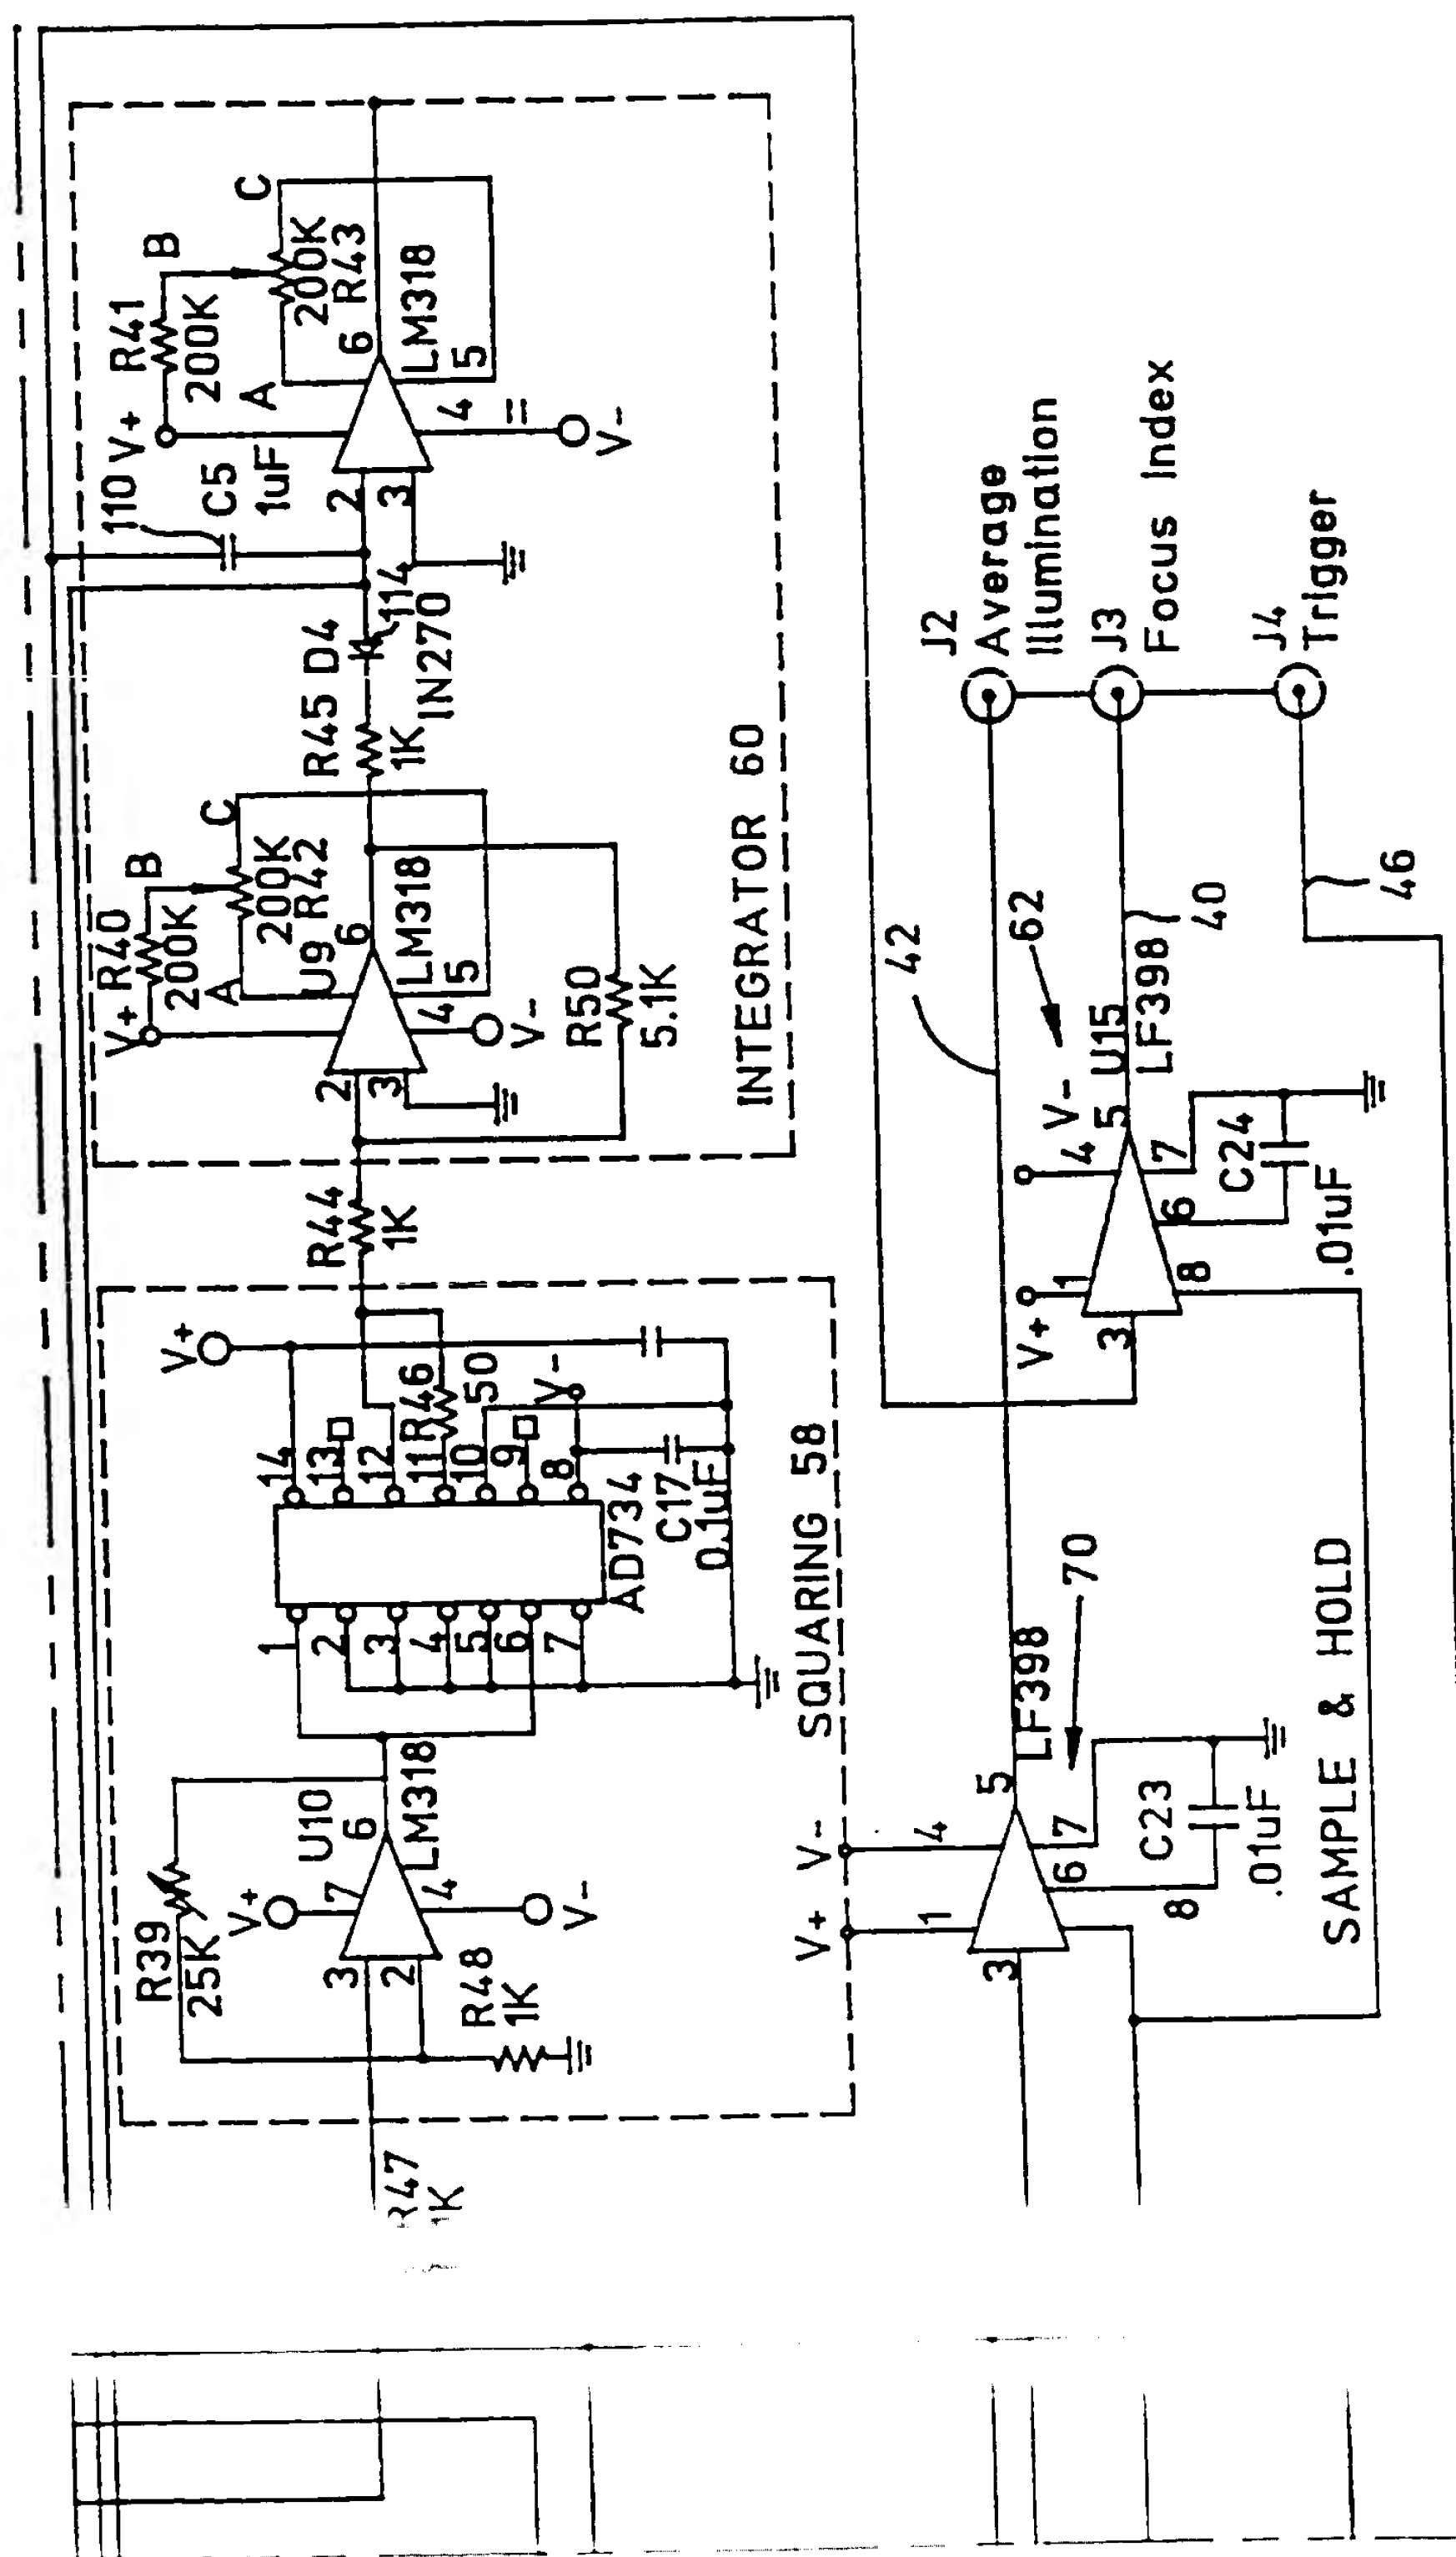 R47
1K
R39
25K
V+
7
U10
6
LM318
3
2
4
V-
R48
1K
1
2
3
4
5
6
7
AD734
14
13
12
11
10
9
8
V+
R46
50
V-
C17
0.1uF
SQUARING 58
R44
1K
V+
R40
200K
B
A
C
200K
R42
U9
6
LM318
2
3
4
5
V-
R50
5.1K
R45
1K
D4
114
IN270
110
C5
1uF
V+
R41
200K
B
A
C
200K
R43
6
LM318
2
3
4
5
V-
INTEGRATOR 60
V+
V-
1
4
3
5
LF398
70
7
6
8
C23
.01uF
SAMPLE & HOLD
V+
V-
1
4
3
5
U15
LF398
62
7
6
8
C24
.01uF
42
40
46
J2
Average
Illumination
J3
Focus Index
J4
Trigger